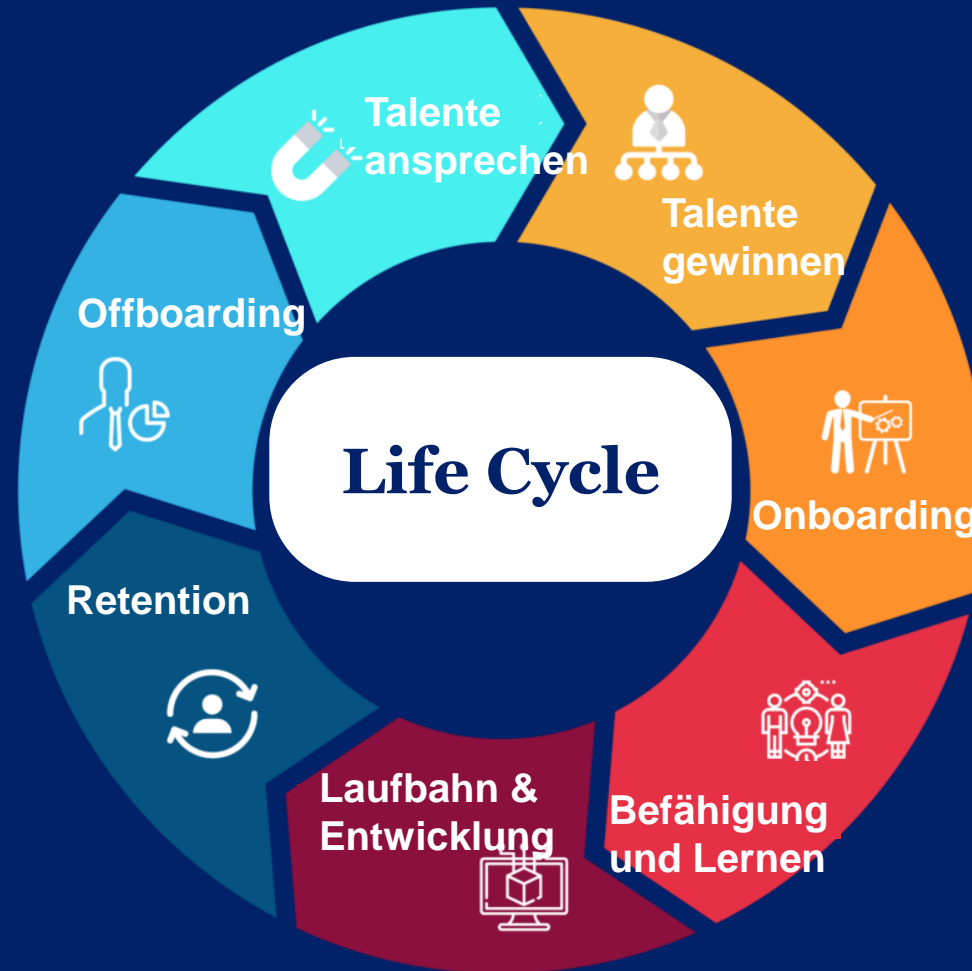 Talente
ansprechen
Talente
gewinnen
Onboarding
Befähigung
und Lernen
Laufbahn &
Entwicklung
Retention
Offboarding
Life Cycle